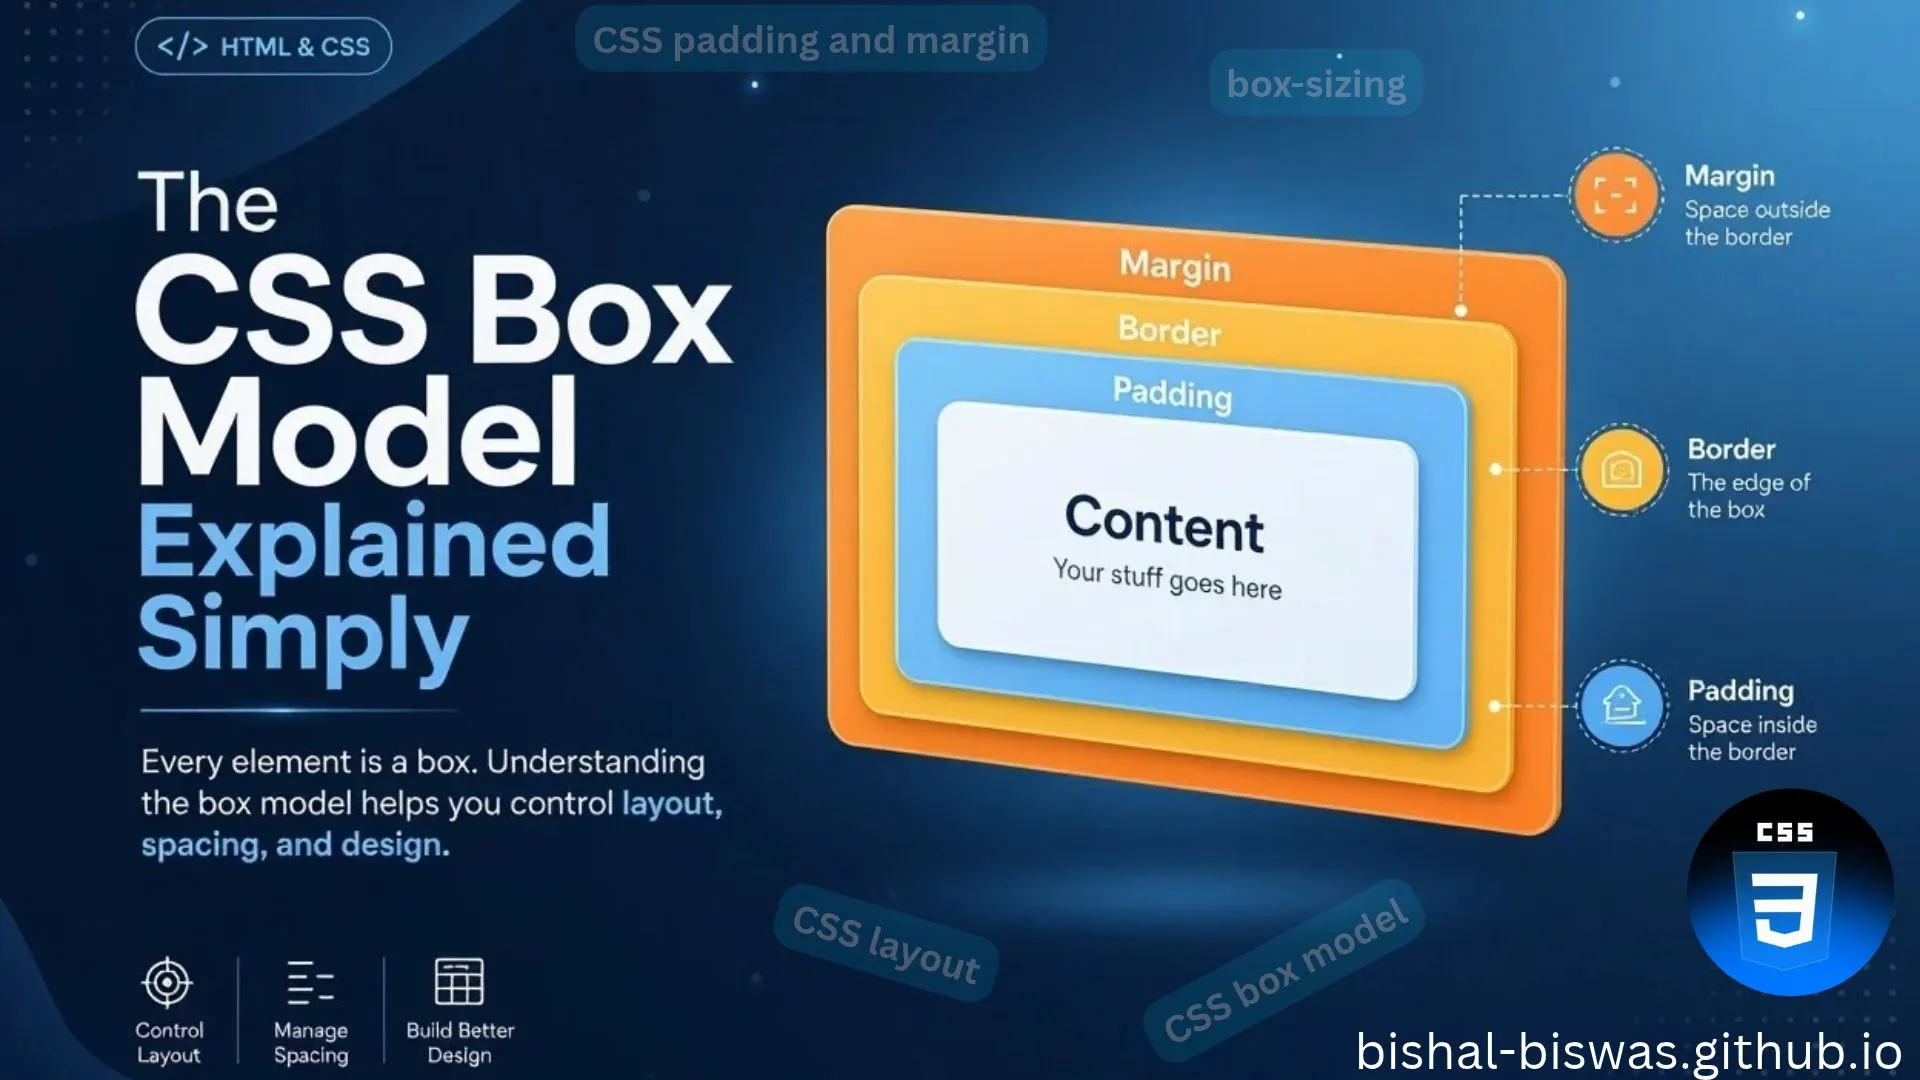 </> HTML & CSS
CSS padding and margin
box-sizing
The
CSS Box
Model
Explained
Simply
Every element is a box. Understanding
the box model helps you control layout,
spacing, and design.
Control
Layout
Manage
Spacing
Build Better
Design
Margin
Border
Padding
Content
Your stuff goes here
Margin
Space outside
the border
Border
The edge of
the box
Padding
Space inside
the border
CSS layout
CSS box model
CSS
3
bishal-biswas.github.io